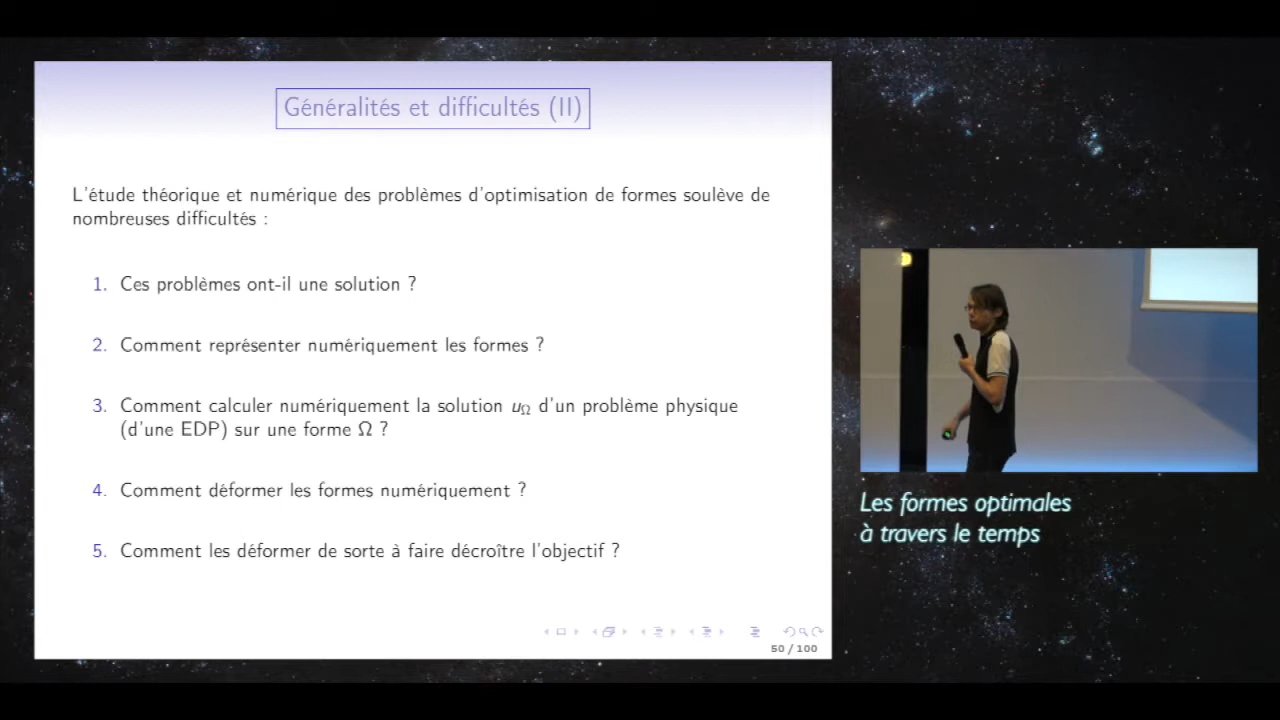 Généralités et difficultés (II)
L'étude théorique et numérique des problèmes d'optimisation de formes soulève de
nombreuses difficultés :
1. Ces problèmes ont-il une solution ?
2. Comment représenter numériquement les formes ?
3. Comment calculer numériquement la solution uΩ d'un problème physique
(d'une EDP) sur une forme Ω ?
4. Comment déformer les formes numériquement ?
5. Comment les déformer de sorte à faire décroître l'objectif ?
50 / 100
Les formes optimales
à travers le temps